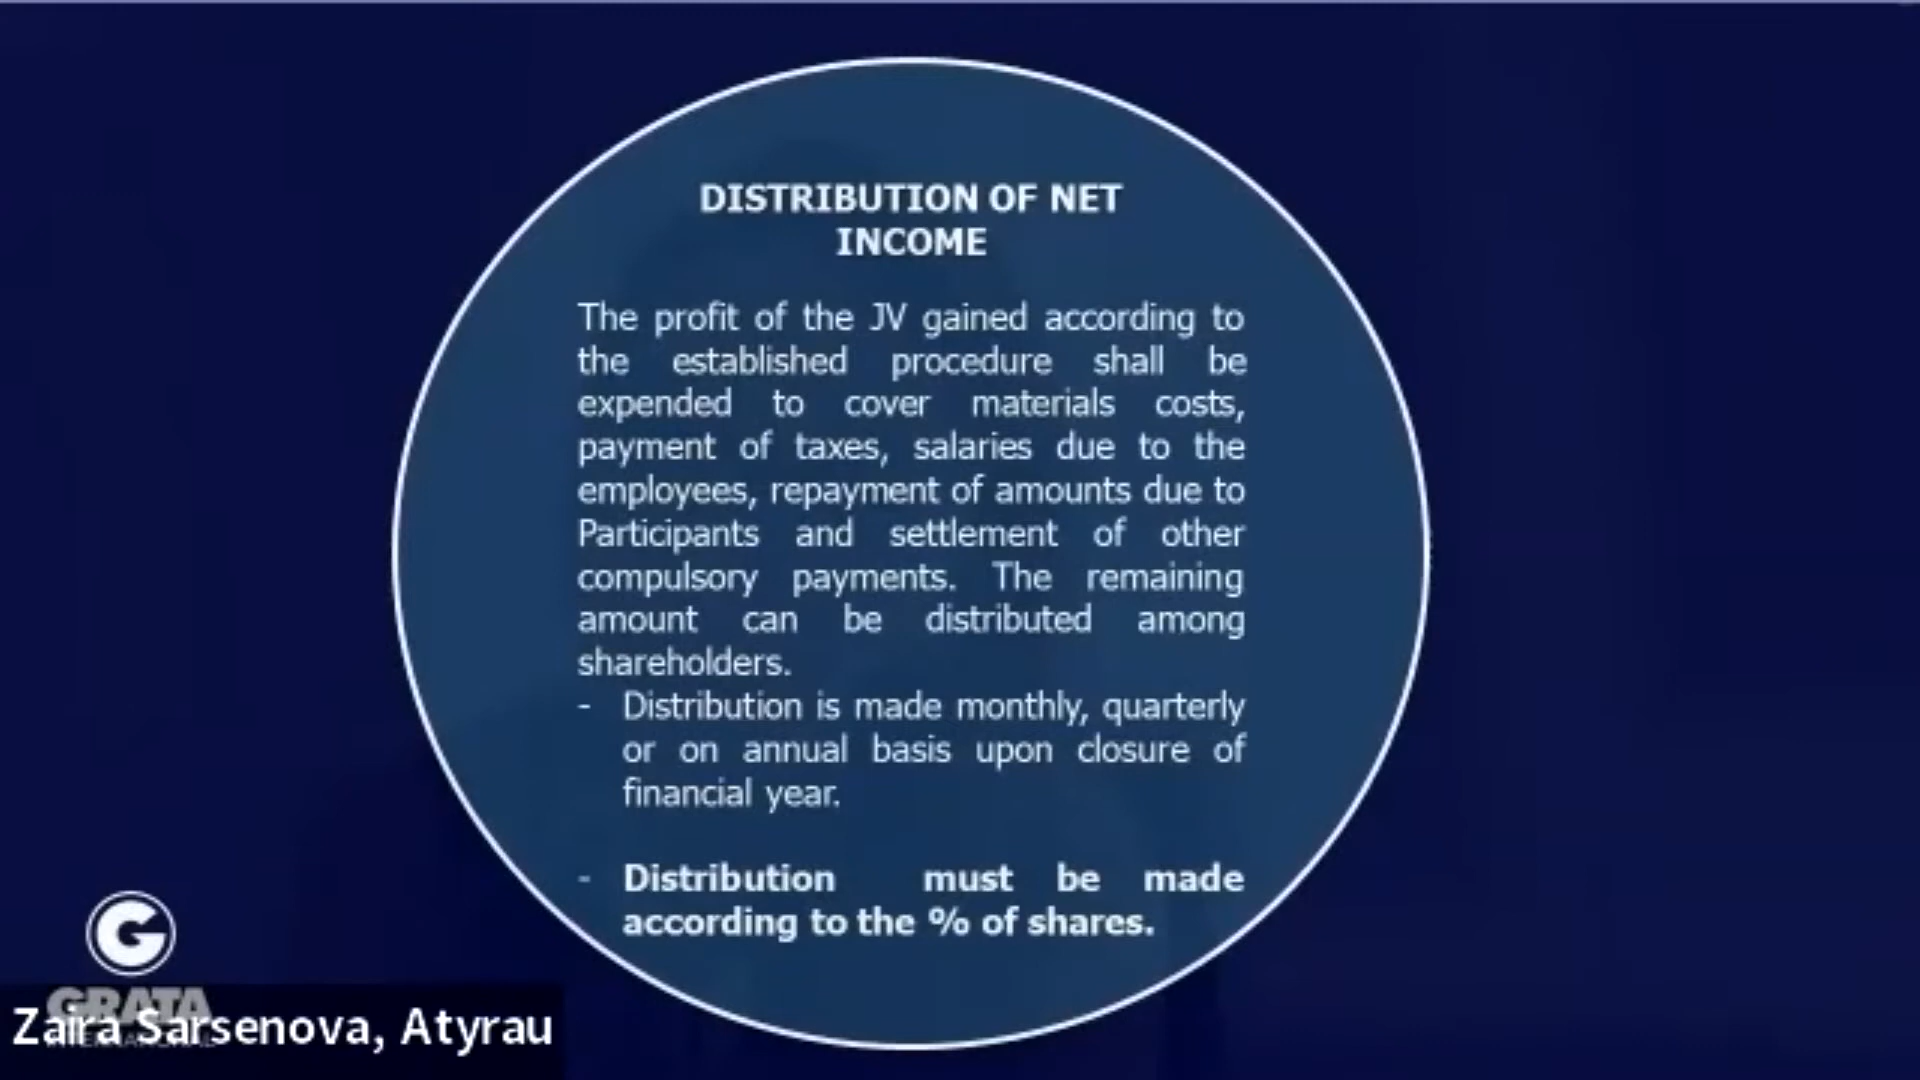 DISTRIBUTION OF NET
INCOME
The profit of the JV gained according to
the established procedure shall be
expended to cover materials costs,
payment of taxes, salaries due to the
employees, repayment of amounts due to
Participants and settlement of other
compulsory payments. The remaining
amount can be distributed among
shareholders.
- Distribution is made monthly, quarterly
or on annual basis upon closure of
financial year.
- Distribution must be made
according to the % of shares.
G
GRATA
INTERNATIONAL
Zaira Sarsenova, Atyrau